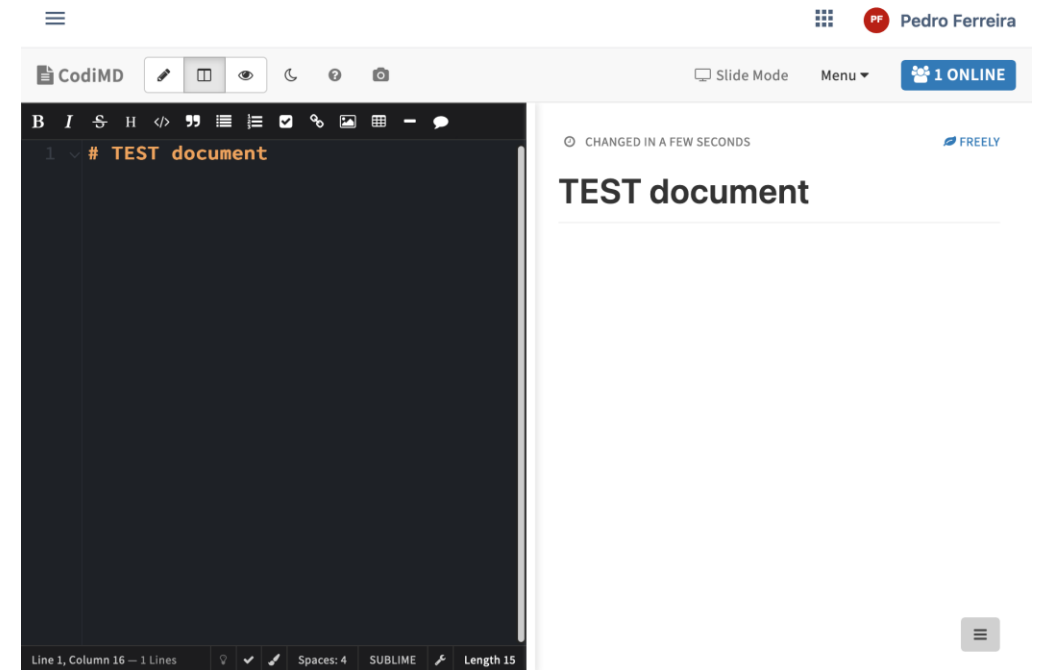 PF Pedro Ferreira
CodiMD Slide Mode Menu 1 ONLINE
B I S H </>
1 # TEST document
CHANGED IN A FEW SECONDS FREELY
TEST document
Line 1, Column 16 — 1 Lines Spaces: 4 SUBLIME Length 15